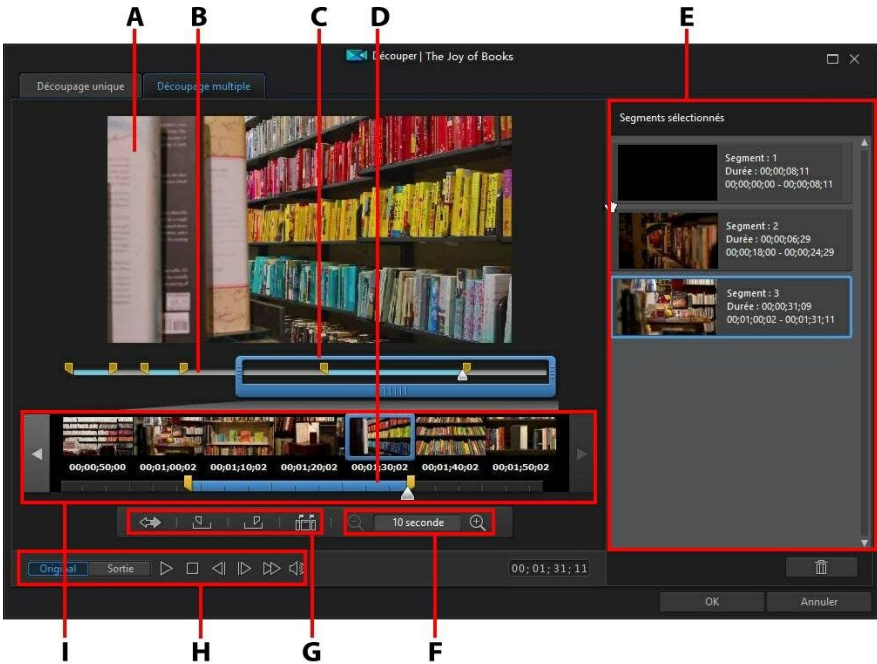 A B C D E
Découper | The Joy of Books
Découpage unique Découpage multiple
Segments sélectionnés
Segment : 1
Durée : 00;00;08;11
00;00;00;00 - 00;00;08;11
Segment : 2
Durée : 00;00;06;29
00;00;18;00 - 00;00;24;29
Segment : 3
Durée : 00;00;31;09
00;01;00;02 - 00;01;31;11
00;00;50;00 00;01;00;02 00;01;10;02 00;01;20;02 00;01;30;02 00;01;40;02 00;01;50;02
10 seconde
Original Sortie 00; 01; 31; 11
OK Annuler
I H G F